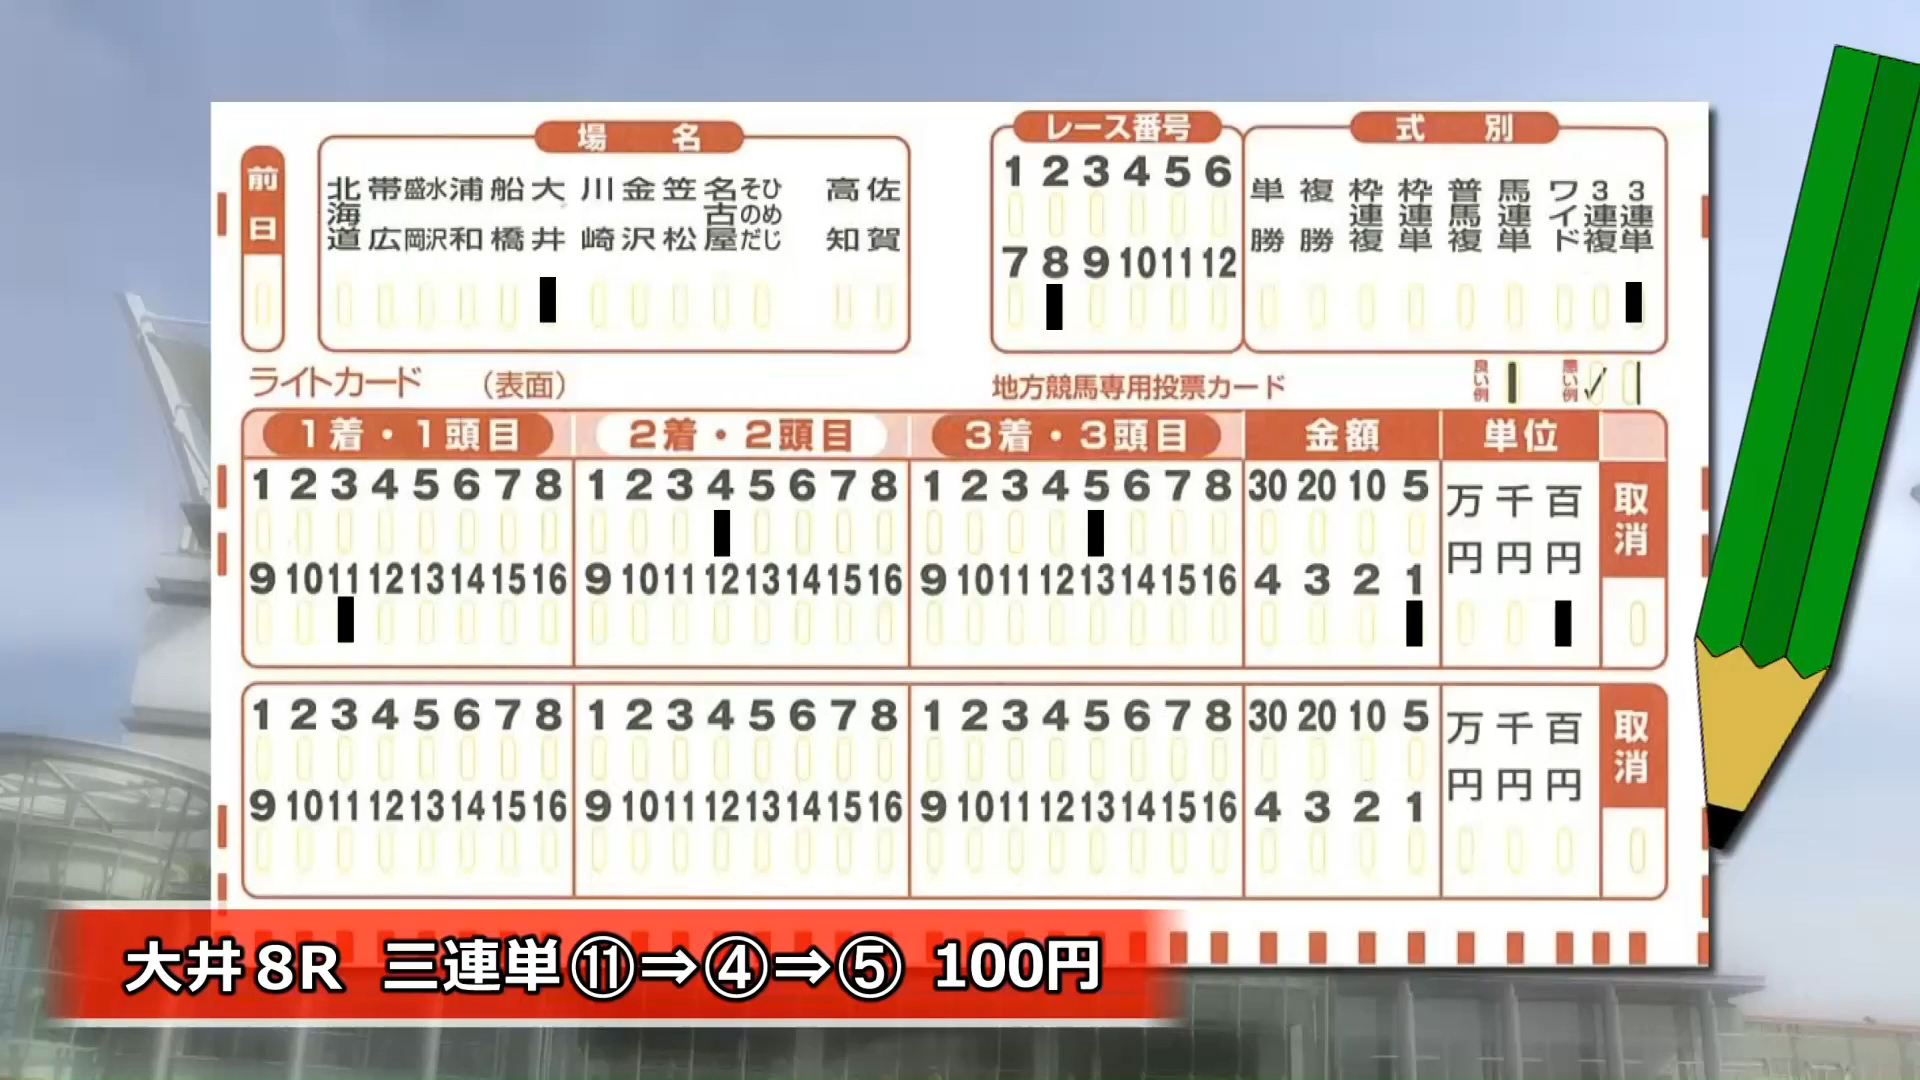 場 名
レース番号
式 別
前日
北海道 帯広 盛岡 水沢 浦和 船橋 大井 川崎 金沢 笠松 名古屋 そのだ ひめじ 高知 佐賀
1 2 3 4 5 6
7 8 9 10 11 12
単勝 複勝 枠連複 枠連単 普馬複 馬連単 ワイド 3連複 3連単
ライトカード （表面）
地方競馬専用投票カード
良い例 悪い例
1着・1頭目 2着・2頭目 3着・3頭目 金額 単位
1 2 3 4 5 6 7 8 1 2 3 4 5 6 7 8 1 2 3 4 5 6 7 8 30 20 10 5 万円 千円 百円 取消
9 10 11 12 13 14 15 16 9 10 11 12 13 14 15 16 9 10 11 12 13 14 15 16 4 3 2 1
1 2 3 4 5 6 7 8 1 2 3 4 5 6 7 8 1 2 3 4 5 6 7 8 30 20 10 5 万円 千円 百円 取消
9 10 11 12 13 14 15 16 9 10 11 12 13 14 15 16 9 10 11 12 13 14 15 16 4 3 2 1
大井8R 三連単⑪⇒④⇒⑤ 100円